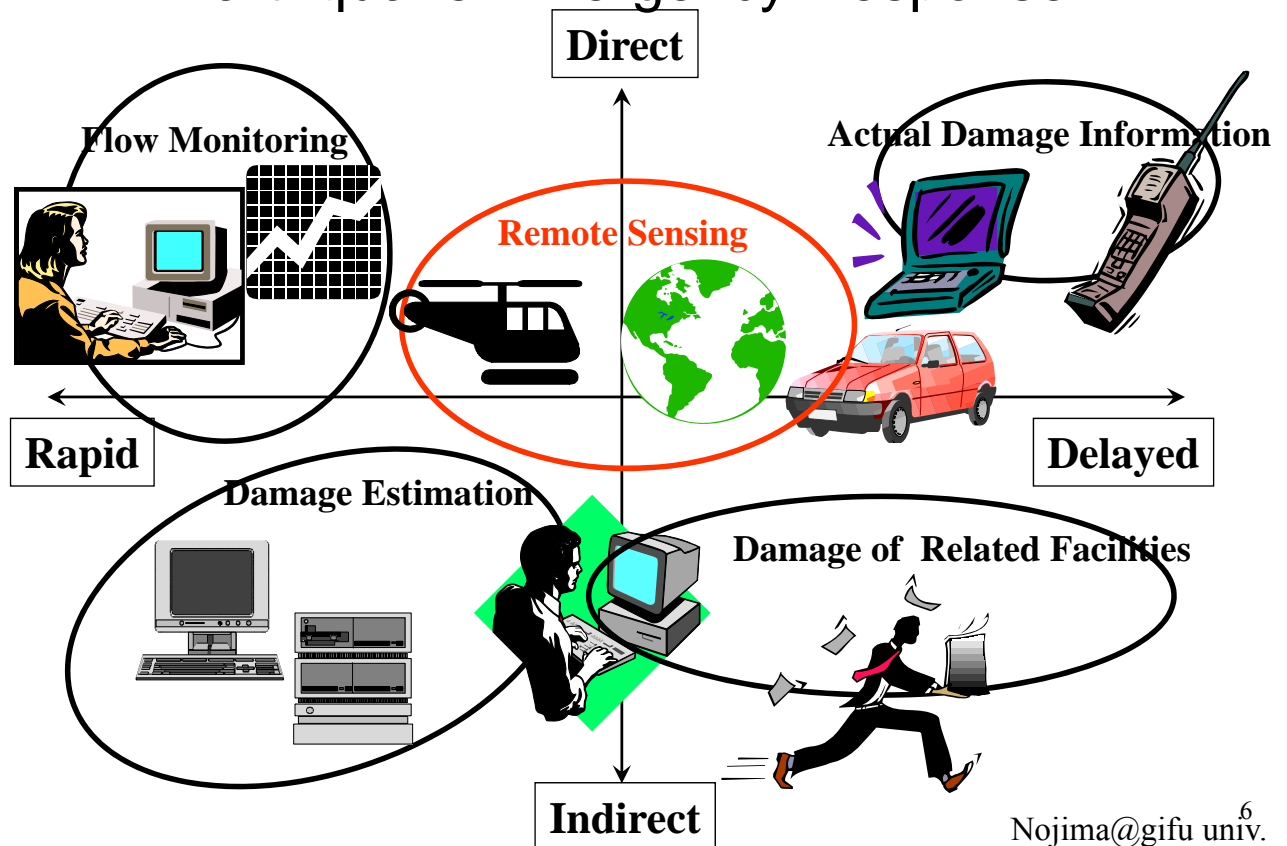 Direct
Flow Monitoring
Actual Damage Information
Remote Sensing
Rapid
Delayed
Damage Estimation
Damage of Related Facilities
Indirect
6
Nojima@gifu univ.